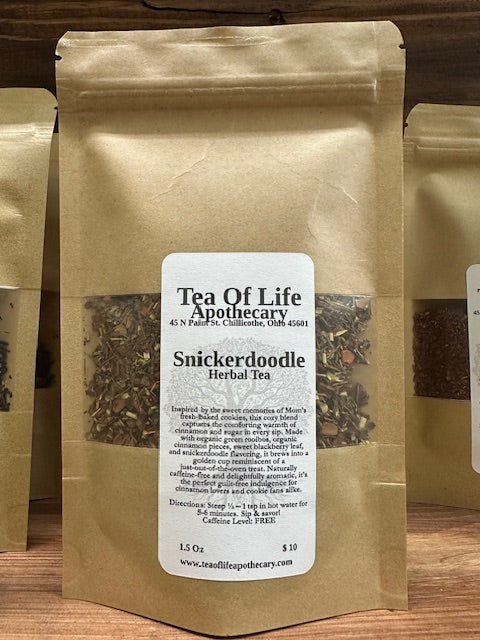 Tea Of Life
Apothecary
45 N Paint St. Chillicothe, Ohio 45601
Snickerdoodle
Herbal Tea
Inspired by the sweet memories of Mom's
fresh-baked cookies, this cozy blend
captures the comforting warmth of
cinnamon and sugar in every sip. Made
with organic green rooibos, organic
cinnamon pieces, sweet blackberry leaf,
and snickerdoodle flavoring, it brews into a
golden cup reminiscent of a
just-out-of-the-oven treat. Naturally
caffeine-free and delightfully aromatic, it's
the perfect guilt-free indulgence for
cinnamon lovers and cookie fans alike.
Directions: Steep ½–1 tsp in hot water for
5-6 minutes. Sip & savor!
Caffeine Level: FREE
1.5 Oz $ 10
www.teaoflifeapothecary.com